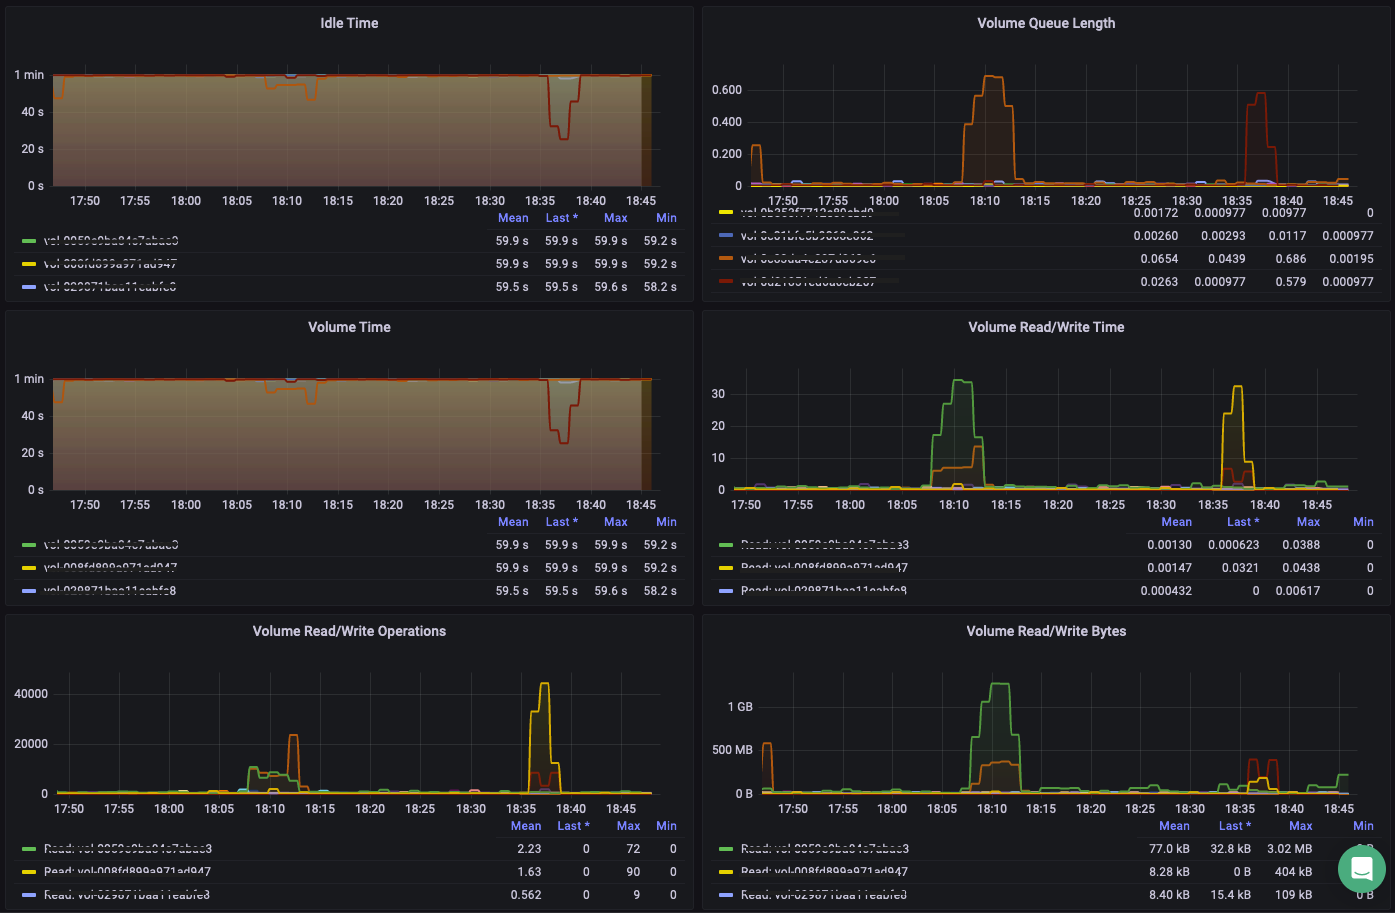 Idle Time
1 min
40 s
20 s
0 s
17:50 17:55 18:00 18:05 18:10 18:15 18:20 18:25 18:30 18:35 18:40 18:45
Mean Last * Max Min
59.9 s 59.9 s 59.9 s 59.2 s
59.9 s 59.9 s 59.9 s 59.2 s
59.5 s 59.5 s 59.6 s 58.2 s
Volume Queue Length
0.600
0.400
0.200
0
17:50 17:55 18:00 18:05 18:10 18:15 18:20 18:25 18:30 18:35 18:40 18:45
0.00172 0.000977 0.00977 0
0.00260 0.00293 0.0117 0.000977
0.0654 0.0439 0.686 0.00195
0.0263 0.000977 0.579 0.000977
Volume Time
1 min
40 s
20 s
0 s
17:50 17:55 18:00 18:05 18:10 18:15 18:20 18:25 18:30 18:35 18:40 18:45
Mean Last * Max Min
59.9 s 59.9 s 59.9 s 59.2 s
59.9 s 59.9 s 59.9 s 59.2 s
59.5 s 59.5 s 59.6 s 58.2 s
Volume Read/Write Time
30
20
10
0
17:50 17:55 18:00 18:05 18:10 18:15 18:20 18:25 18:30 18:35 18:40 18:45
Mean Last * Max Min
Read: 0.00130 0.000623 0.0388 0
Read: 0.00147 0.0321 0.0438 0
Read: 0.000432 0 0.00617 0
Volume Read/Write Operations
40000
20000
0
17:50 17:55 18:00 18:05 18:10 18:15 18:20 18:25 18:30 18:35 18:40 18:45
Mean Last * Max Min
Read: 2.23 0 72 0
Read: 1.63 0 90 0
Read: 0.562 0 9 0
Volume Read/Write Bytes
1 GB
500 MB
0 B
17:50 17:55 18:00 18:05 18:10 18:15 18:20 18:25 18:30 18:35 18:40 18:45
Mean Last * Max Min
Read: 77.0 kB 32.8 kB 3.02 MB
Read: 8.28 kB 0 B 404 kB
Read: 8.40 kB 15.4 kB 109 kB 0 B